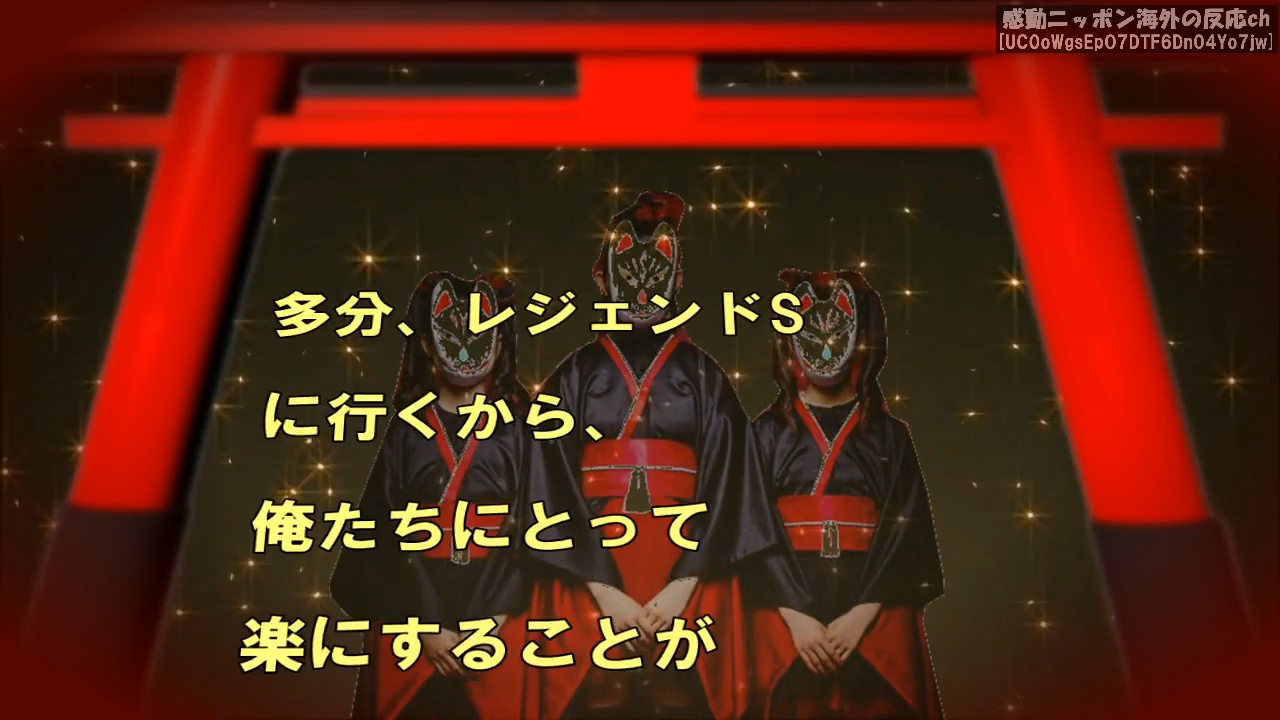 感動ニッポン海外の反応ch
[UCOoWgsEpO7DTF6DnO4Yo7jw]
多分、レジェンドS
に行くから、
俺たちにとって
楽にすることが